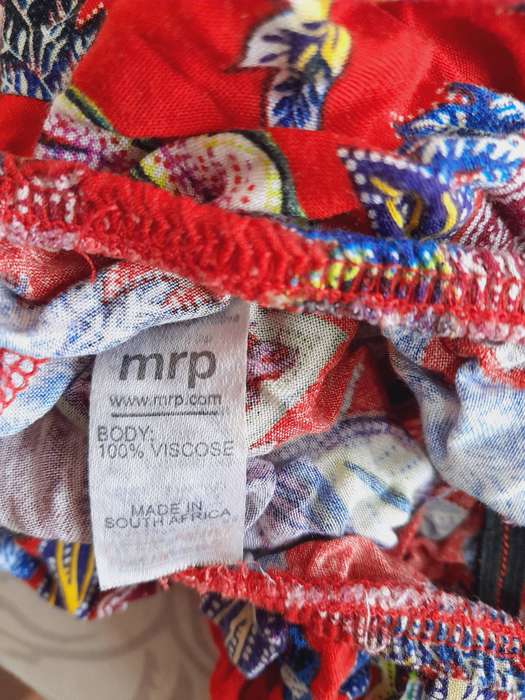 mrp
www.mrp.com
BODY:
100% VISCOSE
MADE IN
SOUTH AFRICA